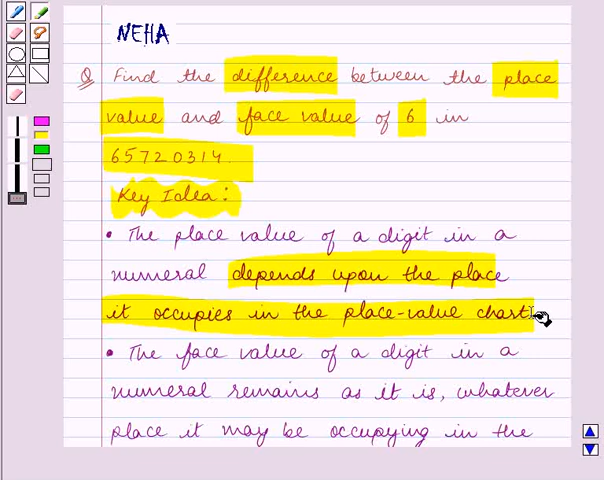 NEHA
Q Find the difference between the place
value and face value of 6 in
65720314.
Key Idea:
• The place value of a digit in a
numeral depends upon the place
it occupies in the place-value chart.
• The face value of a digit in a
numeral remains as it is, whatever
place it may be occupying in the